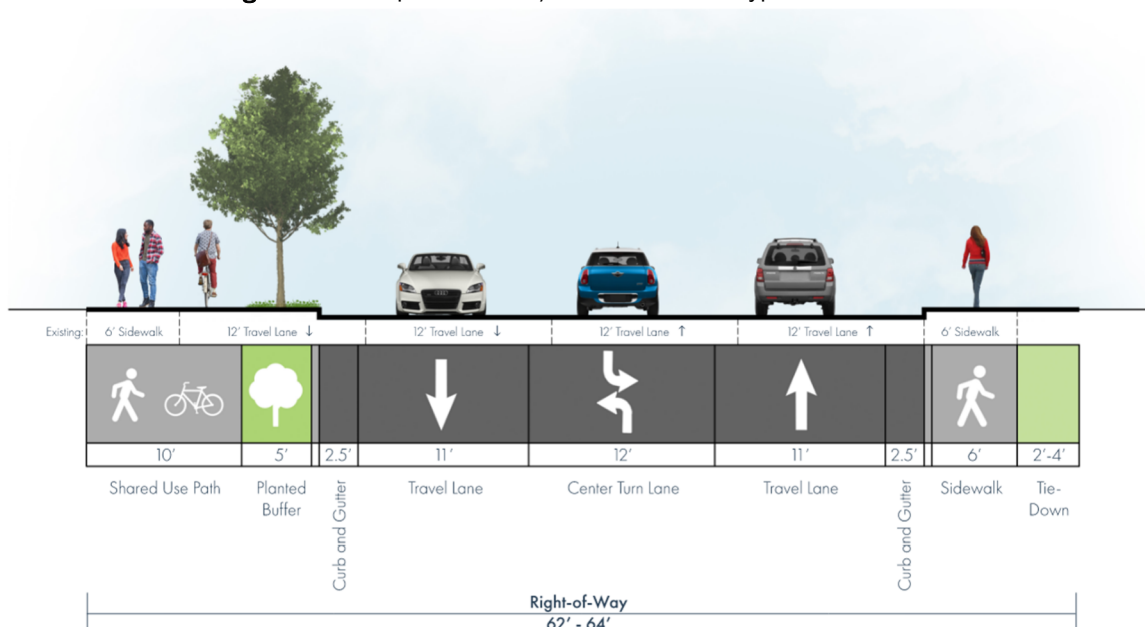 Existing:
6' Sidewalk
12' Travel Lane ↓
12' Travel Lane ↓
12' Travel Lane ↑
12' Travel Lane ↑
6' Sidewalk
10'
5'
2.5'
11'
12'
11'
2.5'
6'
2'-4'
Shared Use Path
Planted
Buffer
Curb and Gutter
Travel Lane
Center Turn Lane
Travel Lane
Curb and Gutter
Sidewalk
Tie-
Down
Right-of-Way
62' - 64'